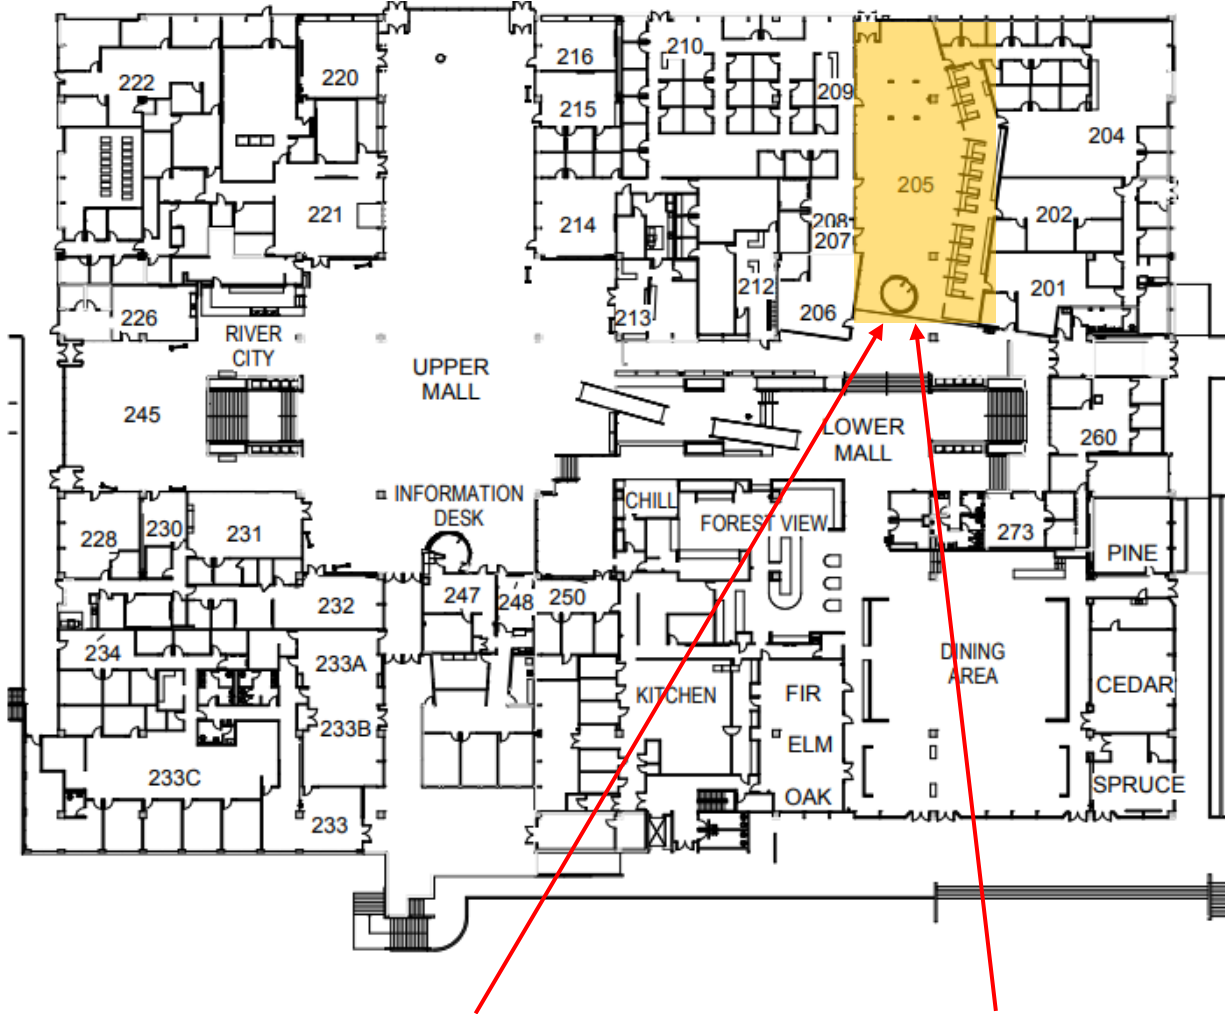 210
216
222
220
209
215
204
205
221
202
214
208
207
212
201
226
213
206
RIVER
CITY
UPPER
MALL
245
LOWER
MALL
260
INFORMATION
DESK
CHILL
FOREST VIEW
228
230
231
273
PINE
247
248
250
232
234
233A
DINING
AREA
KITCHEN
FIR
CEDAR
233B
ELM
233C
SPRUCE
OAK
233